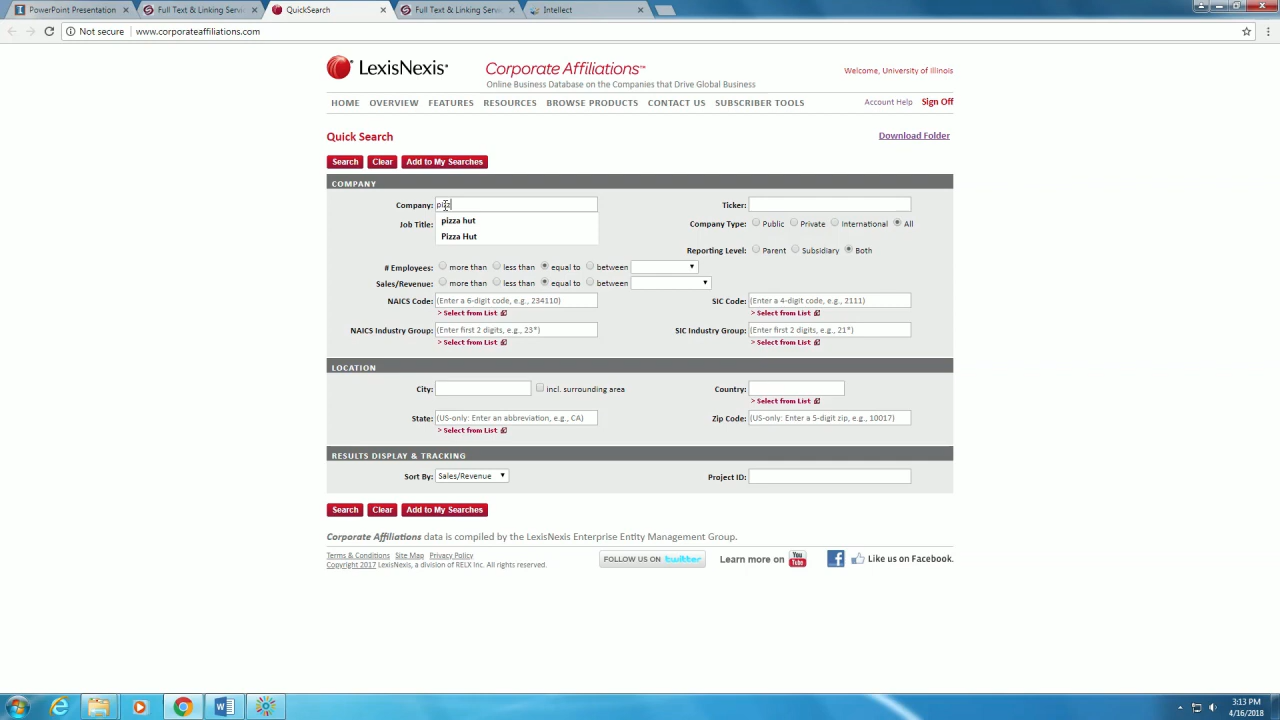 PowerPoint Presentation
Full Text & Linking Serv
QuickSearch
Full Text & Linking Serv
Intellect
Not secure | www.corporateaffiliations.com
LexisNexis®
Corporate Affiliations™
Online Business Database on the Companies that Drive Global Business
Welcome, University of Illinois
HOME OVERVIEW FEATURES RESOURCES BROWSE PRODUCTS CONTACT US SUBSCRIBER TOOLS
Account Help Sign Off
Quick Search
Download Folder
Search Clear Add to My Searches
COMPANY
Company: pizz
Ticker:
pizza hut
Pizza Hut
Job Title:
Company Type: Public Private International All
Reporting Level: Parent Subsidiary Both
# Employees: more than less than equal to between
Sales/Revenue: more than less than equal to between
NAICS Code: (Enter a 6-digit code, e.g., 234110)
SIC Code: (Enter a 4-digit code, e.g., 2111)
> Select from List
> Select from List
NAICS Industry Group: (Enter first 2 digits, e.g., 23*)
SIC Industry Group: (Enter first 2 digits, e.g., 21*)
> Select from List
> Select from List
LOCATION
City: incl. surrounding area
Country:
> Select from List
State: (US-only: Enter an abbreviation, e.g., CA)
Zip Code: (US-only: Enter a 5-digit zip, e.g., 10017)
> Select from List
RESULTS DISPLAY & TRACKING
Sort By: Sales/Revenue
Project ID:
Search Clear Add to My Searches
Corporate Affiliations data is compiled by the LexisNexis Enterprise Entity Management Group.
Terms & Conditions Site Map Privacy Policy
Copyright 2017 LexisNexis, a division of RELX Inc. All rights reserved.
FOLLOW US ON twitter
Learn more on You Tube
Like us on Facebook.
3:13 PM
4/16/2018